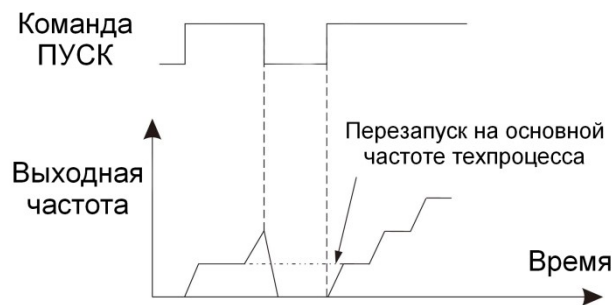 Команда
ПУСК
Перезапуск на основной
частоте техпроцесса
Выходная
частота
Время